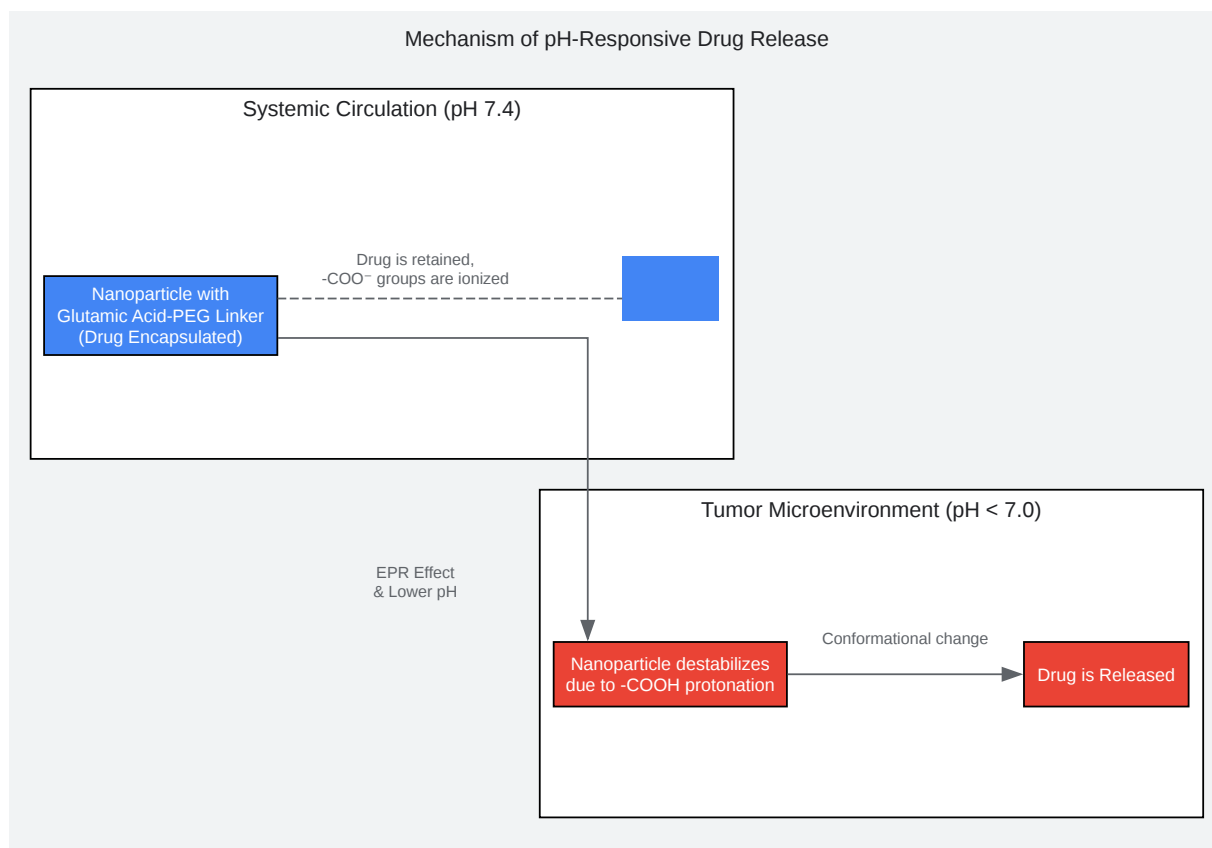 Mechanism of pH-Responsive Drug Release
Systemic Circulation (pH 7.4)
Drug is retained,
-COO⁻ groups are ionized
Nanoparticle with
Glutamic Acid-PEG Linker
(Drug Encapsulated)
Tumor Microenvironment (pH < 7.0)
EPR Effect
& Lower pH
Nanoparticle destabilizes
due to -COOH protonation
Conformational change
Drug is Released